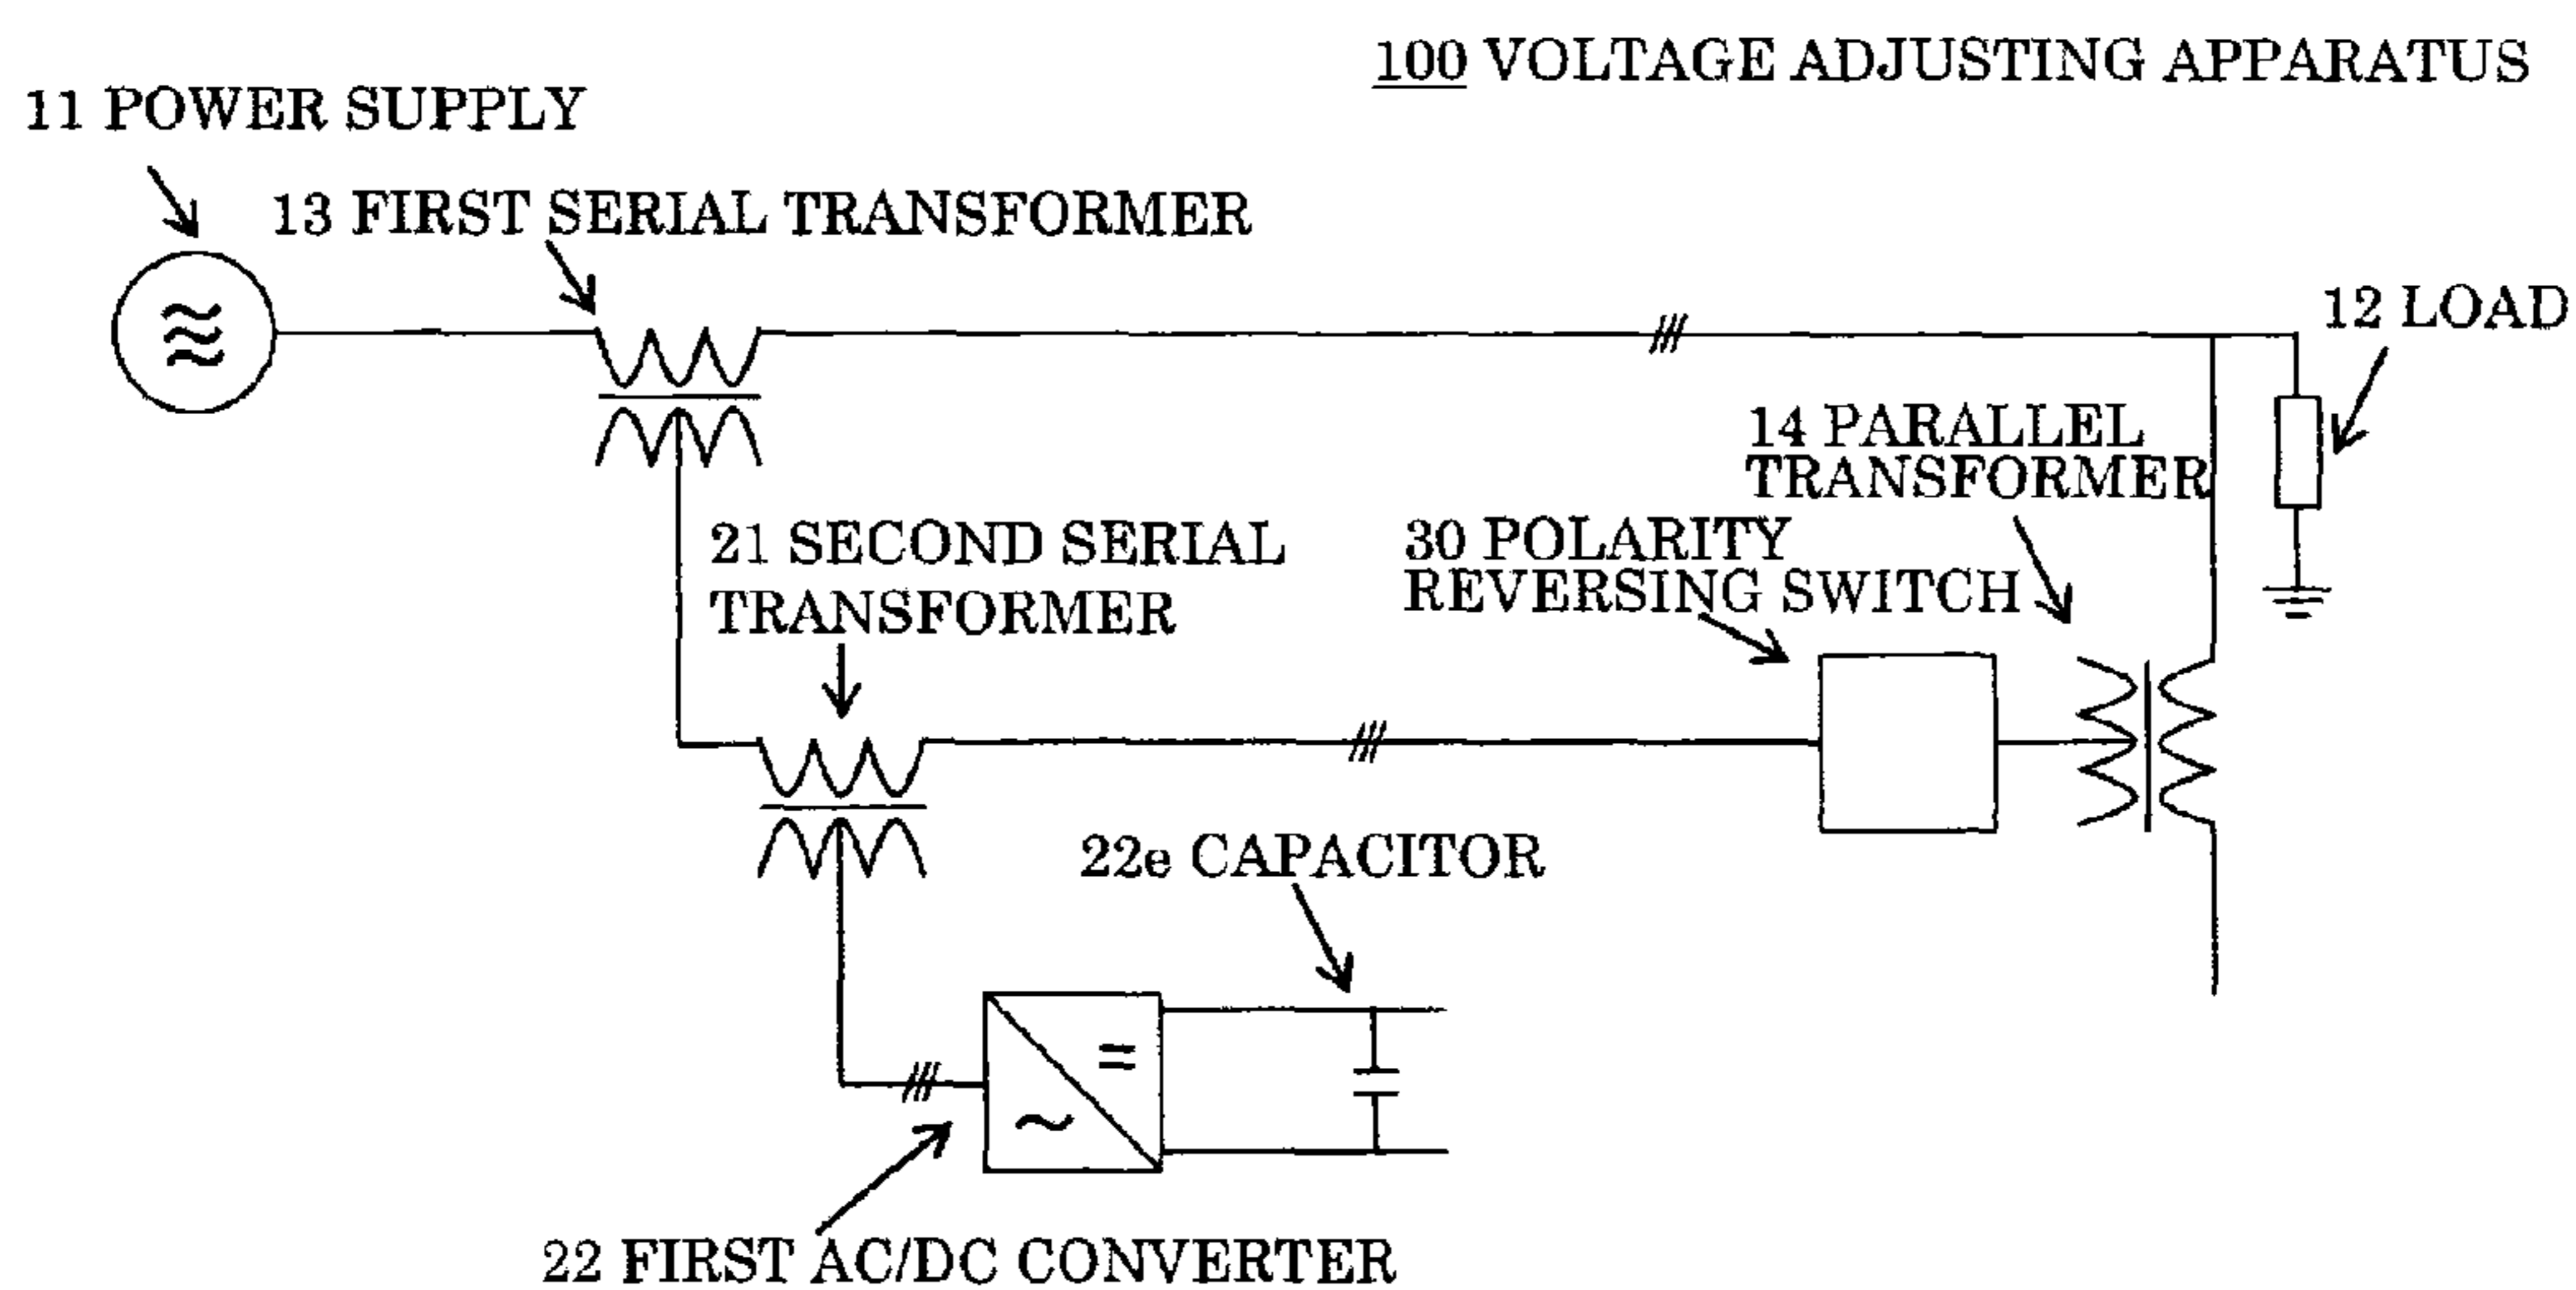 100 VOLTAGE ADJUSTING APPARATUS
11 POWER SUPPLY
13 FIRST SERIAL TRANSFORMER
12 LOAD
14 PARALLEL
TRANSFORMER
21 SECOND SERIAL
TRANSFORMER
30 POLARITY
REVERSING SWITCH
22e CAPACITOR
22 FIRST AC/DC CONVERTER